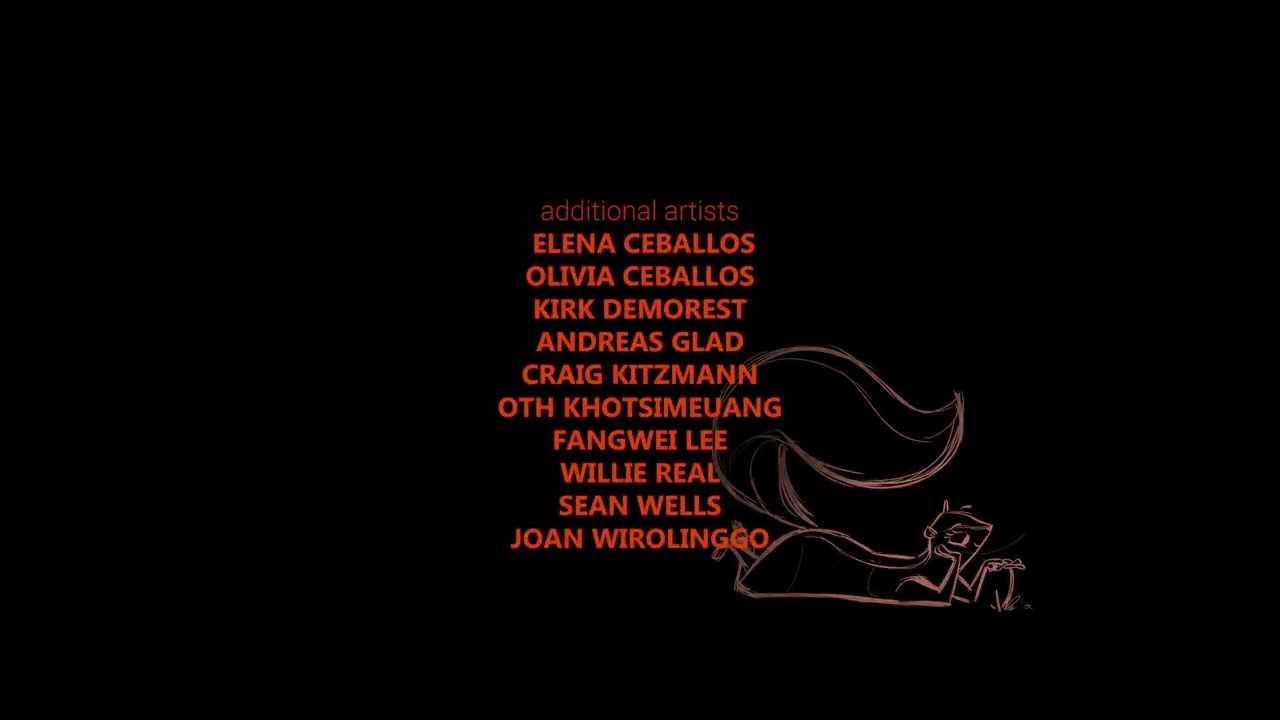 additional artists
ELENA CEBALLOS
OLIVIA CEBALLOS
KIRK DEMOREST
ANDREAS GLAD
CRAIG KITZMANN
OTH KHOTSIMEUANG
FANGWEI LEE
WILLIE REAL
SEAN WELLS
JOAN WIROLINGGO